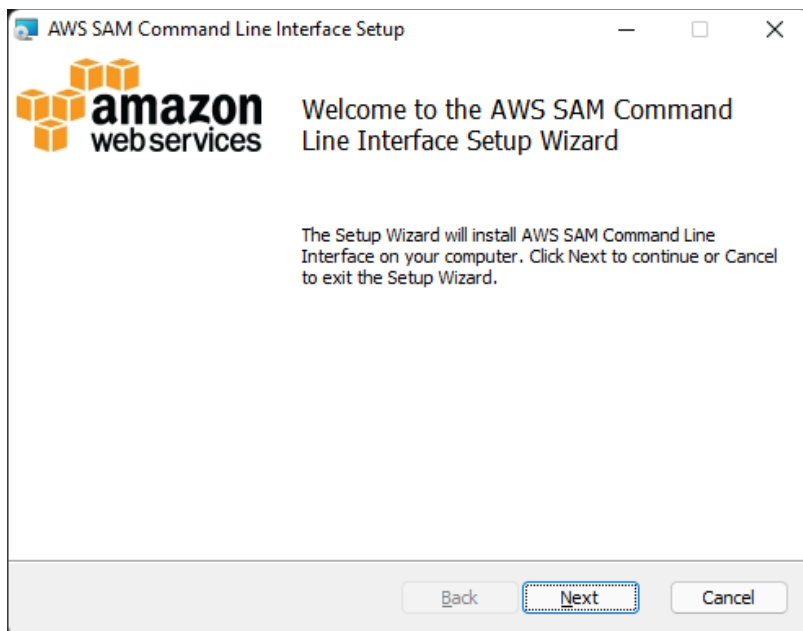 AWS SAM Command Line Interface Setup
amazon
webservices
Welcome to the AWS SAM Command
Line Interface Setup Wizard
The Setup Wizard will install AWS SAM Command Line
Interface on your computer. Click Next to continue or Cancel
to exit the Setup Wizard.
Back
Next
Cancel